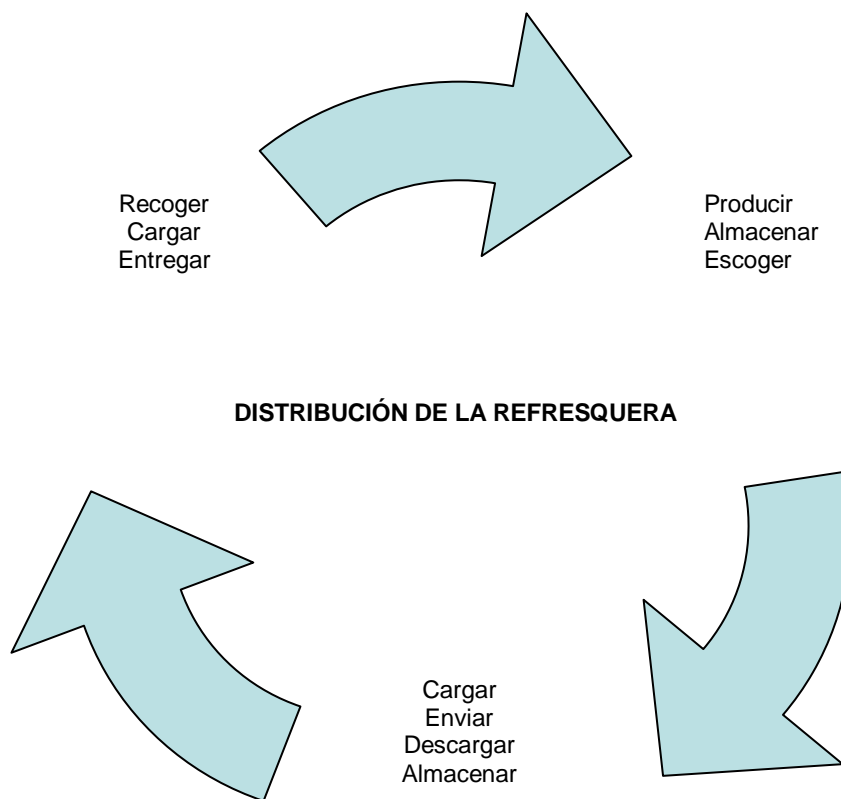 Recoger
Cargar
Entregar
Producir
Almacenar
Escoger
DISTRIBUCIÓN DE LA REFRESQUERA
Cargar
Enviar
Descargar
Almacenar